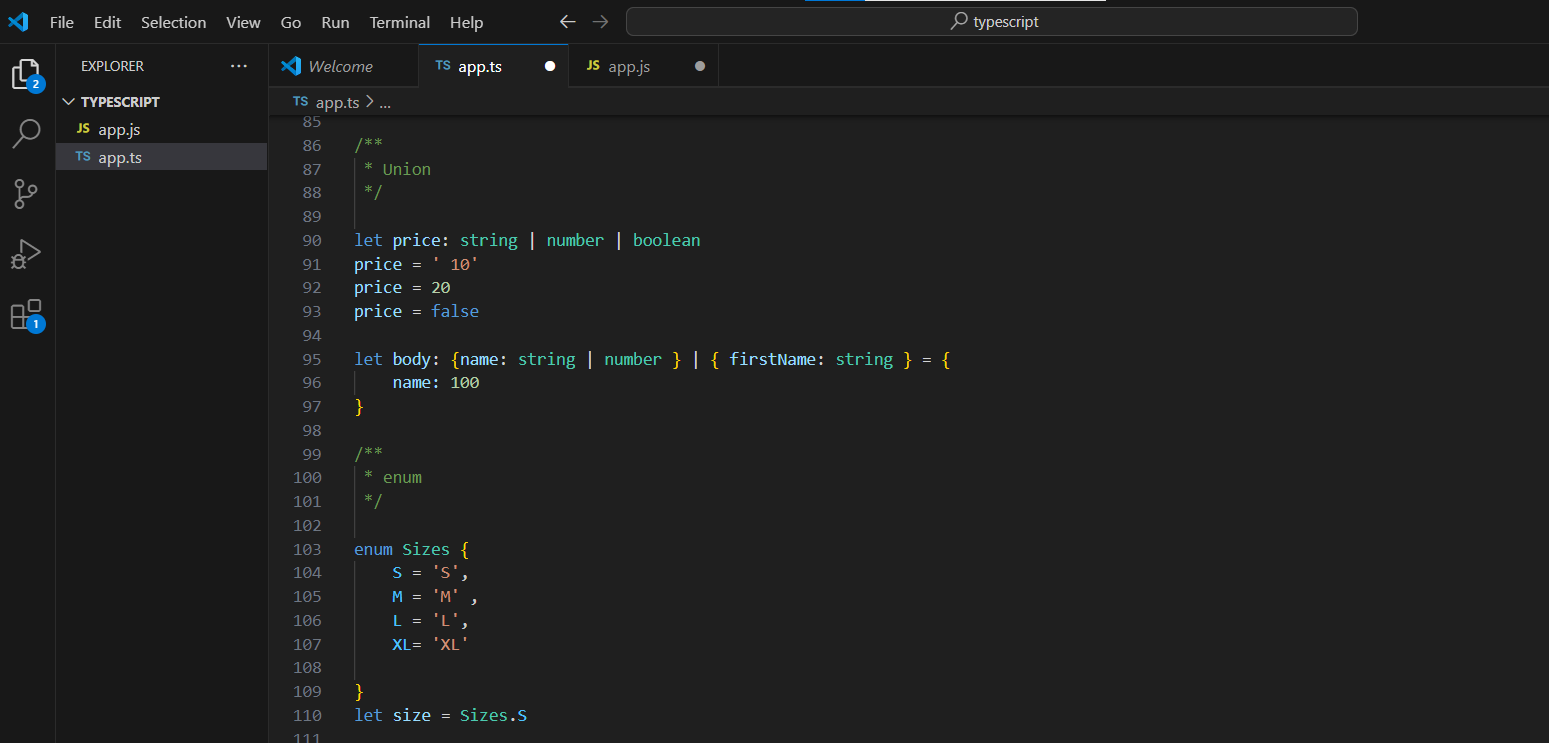 File Edit Selection View Go Run Terminal Help typescript
EXPLORER ...
TYPESCRIPT
JS app.js
TS app.ts
2
1
Welcome TS app.ts JS app.js
TS app.ts > ...
85
86 /**
87 * Union
88 */
89
90 let price: string | number | boolean
91 price = ' 10'
92 price = 20
93 price = false
94
95 let body: {name: string | number } | { firstName: string } = {
96 name: 100
97 }
98
99 /**
100 * enum
101 */
102
103 enum Sizes {
104 S = 'S',
105 M = 'M' ,
106 L = 'L',
107 XL= 'XL'
108
109 }
110 let size = Sizes.S
111